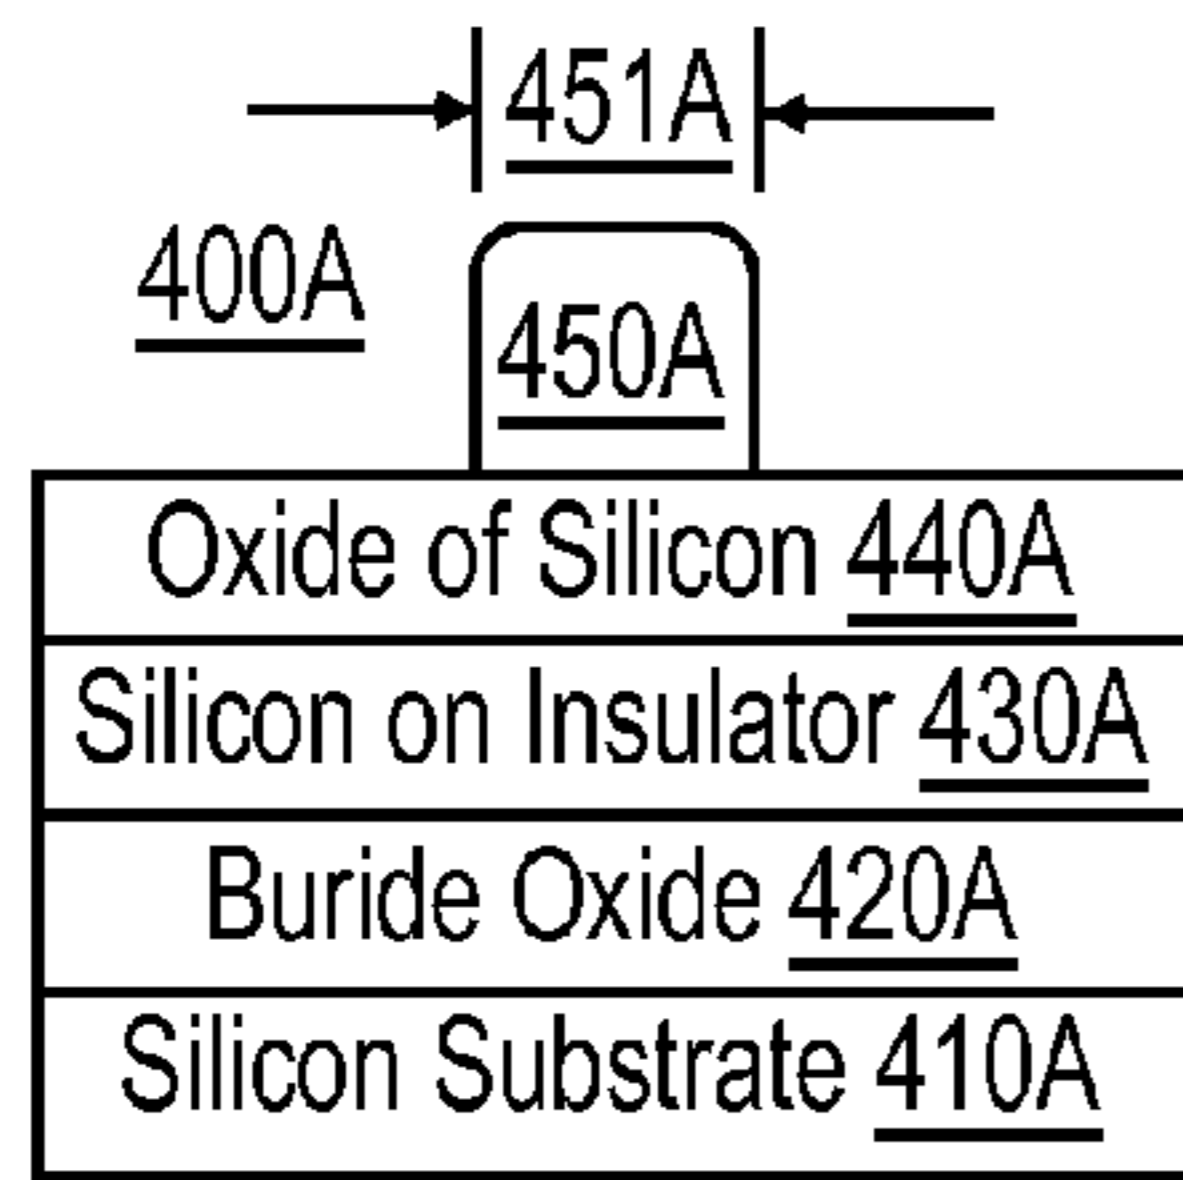 451A
400A
450A
Oxide of Silicon 440A
Silicon on Insulator 430A
Buride Oxide 420A
Silicon Substrate 410A